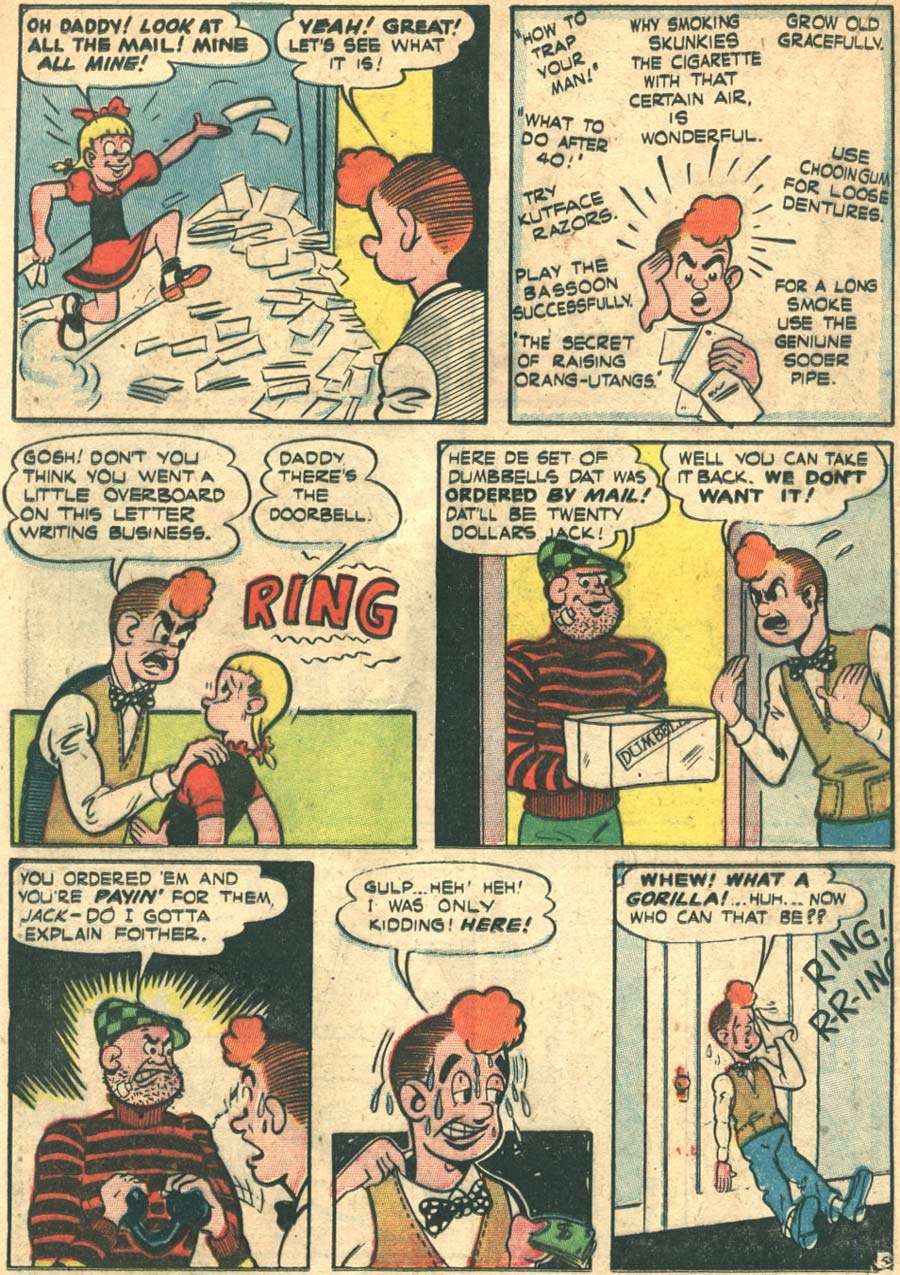 OH DADDY! LOOK AT
ALL THE MAIL! MINE
ALL MINE!
YEAH! GREAT!
LET'S SEE WHAT
IT IS!
"HOW TO
TRAP
YOUR
MAN!"
"WHAT TO
DO AFTER
40!"
TRY
KUTFACE
RAZORS.
PLAY THE
BASSOON
SUCCESSFULLY.
"THE SECRET
OF RAISING
ORANG-UTANGS."
WHY SMOKING
SKUNKIES
THE CIGARETTE
WITH THAT
CERTAIN AIR,
IS
WONDERFUL.
GROW OLD
GRACEFULLY.
USE
CHOOIN GUM
FOR LOOSE
DENTURES.
FOR A LONG
SMOKE
USE THE
GENIUNE
SOOER
PIPE.
GOSH! DON'T YOU
THINK YOU WENT A
LITTLE OVERBOARD
ON THIS LETTER
WRITING BUSINESS.
DADDY,
THERE'S
THE
DOORBELL.
RING
HERE DE SET OF
DUMBBELLS DAT WAS
ORDERED BY MAIL!
DAT'LL BE TWENTY
DOLLARS JACK!
WELL YOU CAN TAKE
IT BACK. WE DON'T
WANT IT!
DUMBELL
YOU ORDERED 'EM AND
YOU'RE PAYIN' FOR THEM,
JACK-DO I GOTTA
EXPLAIN FOITHER.
GULP...HEH' HEH!
I WAS ONLY
KIDDING! HERE!
$
WHEW! WHAT A
GORILLA!...HUH... NOW
WHO CAN THAT BE??
RING!
R-R-ING
5